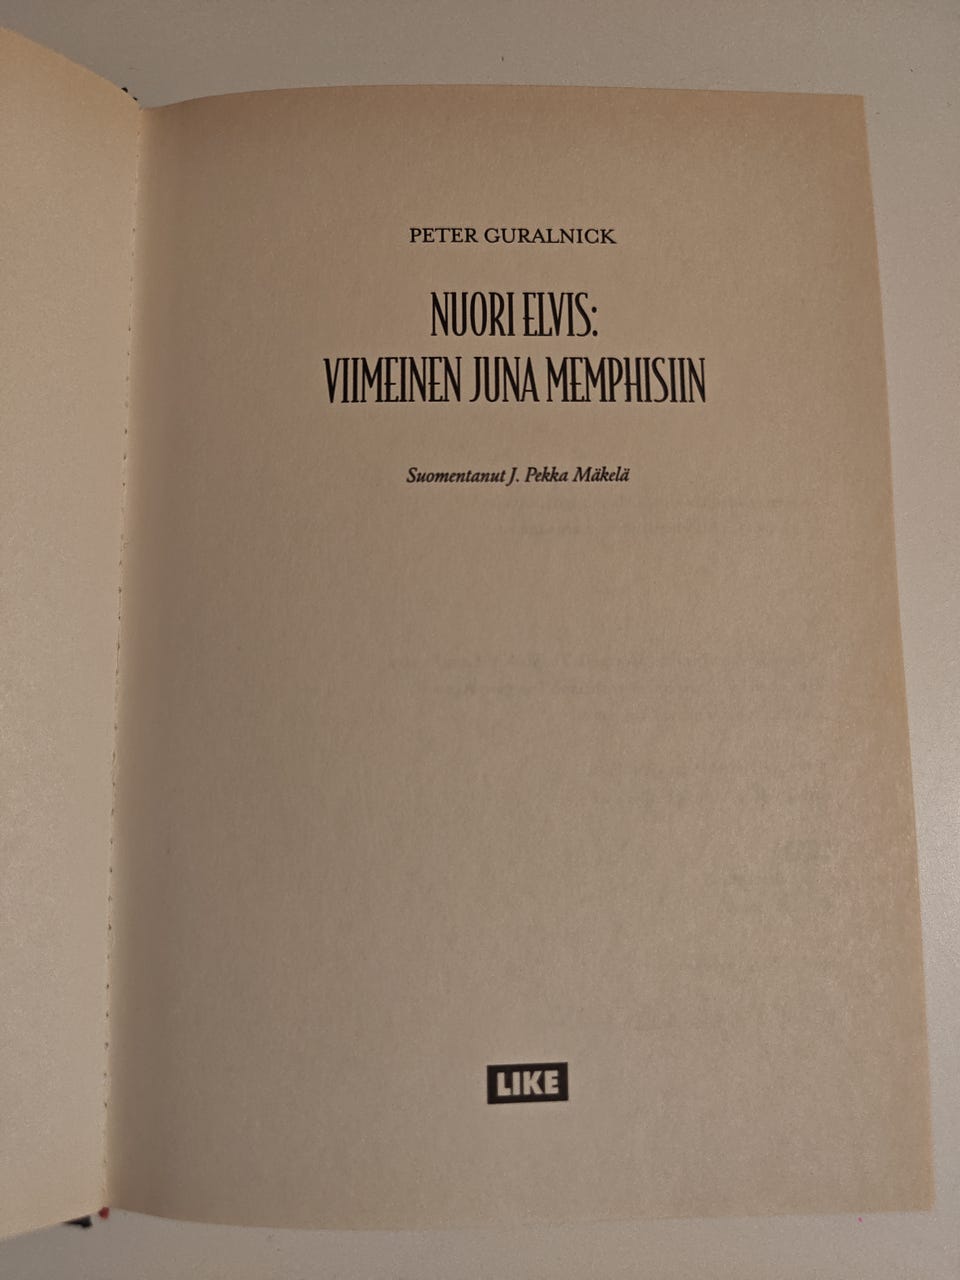 PETER GURALNICK
NUORI ELVIS:
VIIMEINEN JUNA MEMPHISIIN
Suomentanut J. Pekka Mäkelä
LIKE